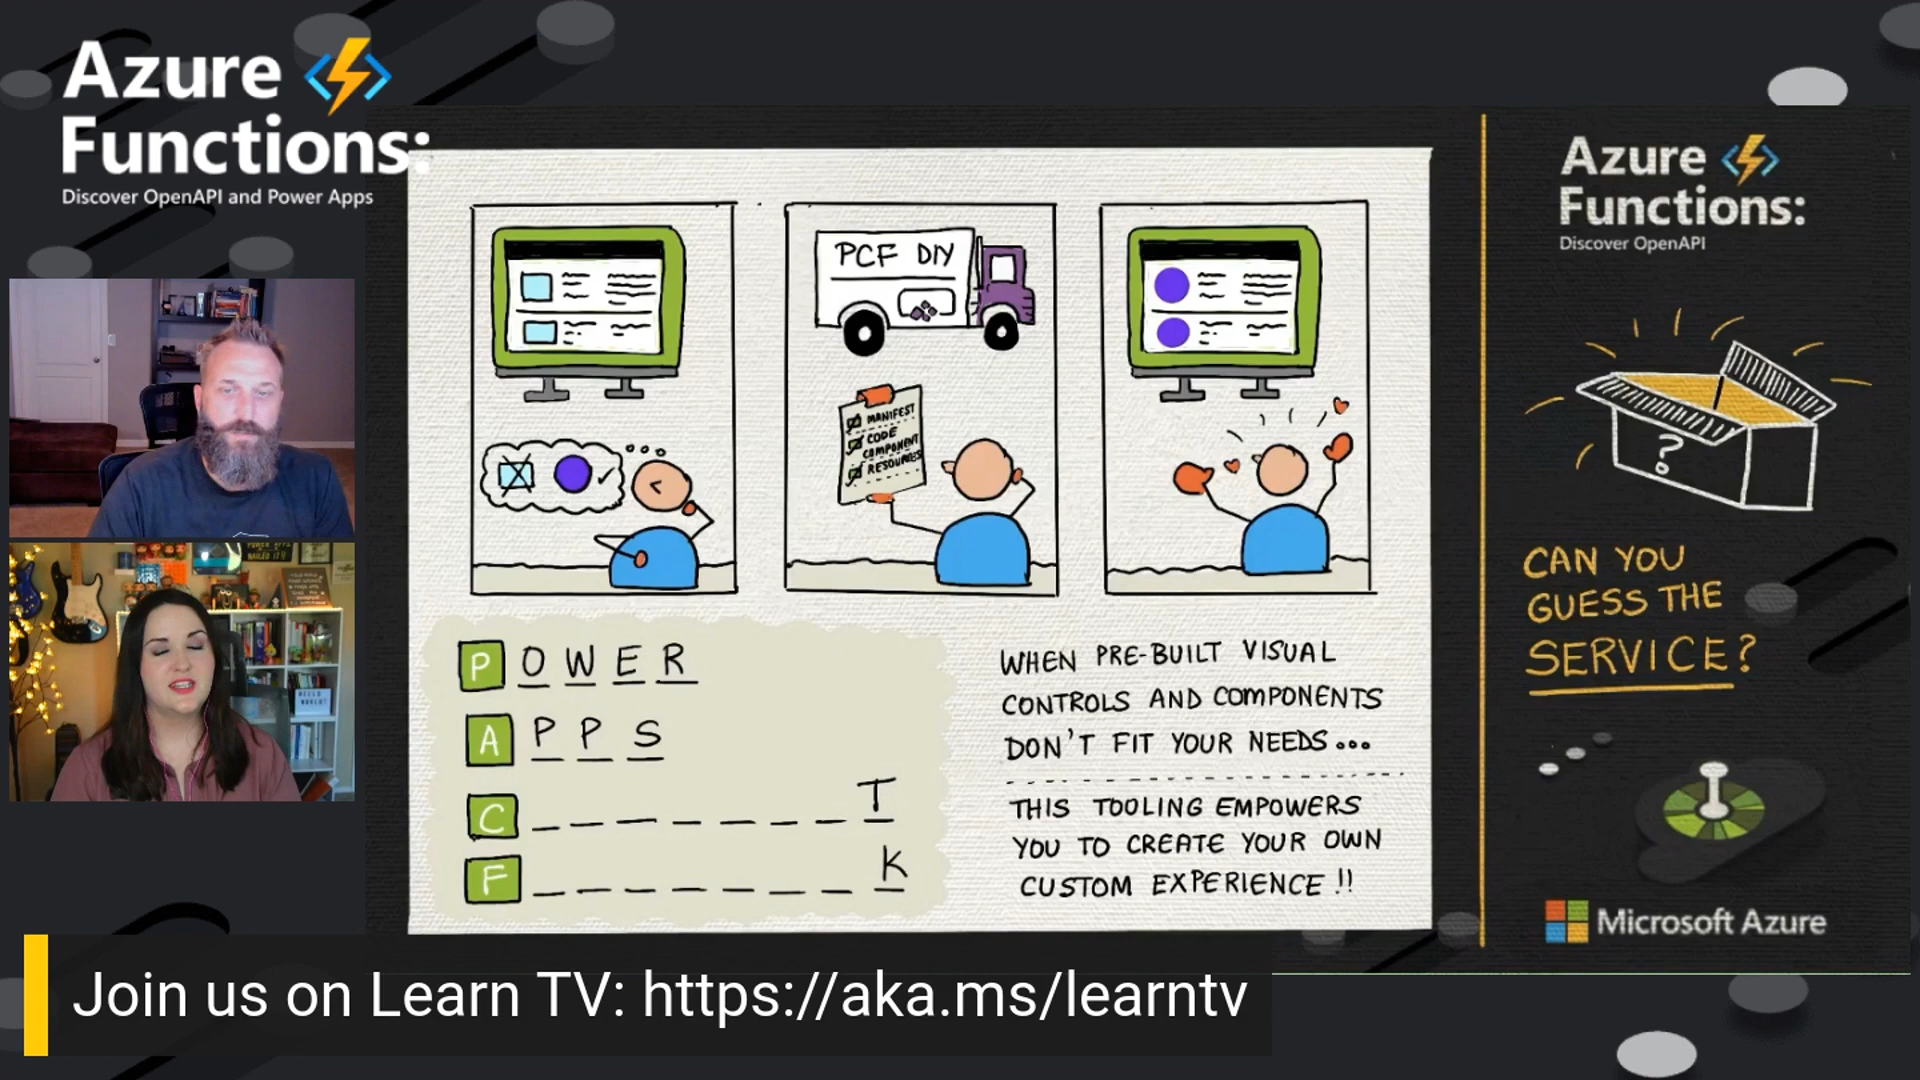 Azure
Functions:
Discover OpenAPI and Power Apps
PCF DIY
MANIFEST
CODE
COMPONENT
RESOURCES
POWER
APPS
C _ _ _ _ _ _ _ T
F _ _ _ _ _ _ _ K
WHEN PRE-BUILT VISUAL
CONTROLS AND COMPONENTS
DON'T FIT YOUR NEEDS...
THIS TOOLING EMPOWERS
YOU TO CREATE YOUR OWN
CUSTOM EXPERIENCE!!
Azure
Functions:
Discover OpenAPI
?
CAN YOU
GUESS THE
SERVICE?
Microsoft Azure
Join us on Learn TV: https://aka.ms/learntv